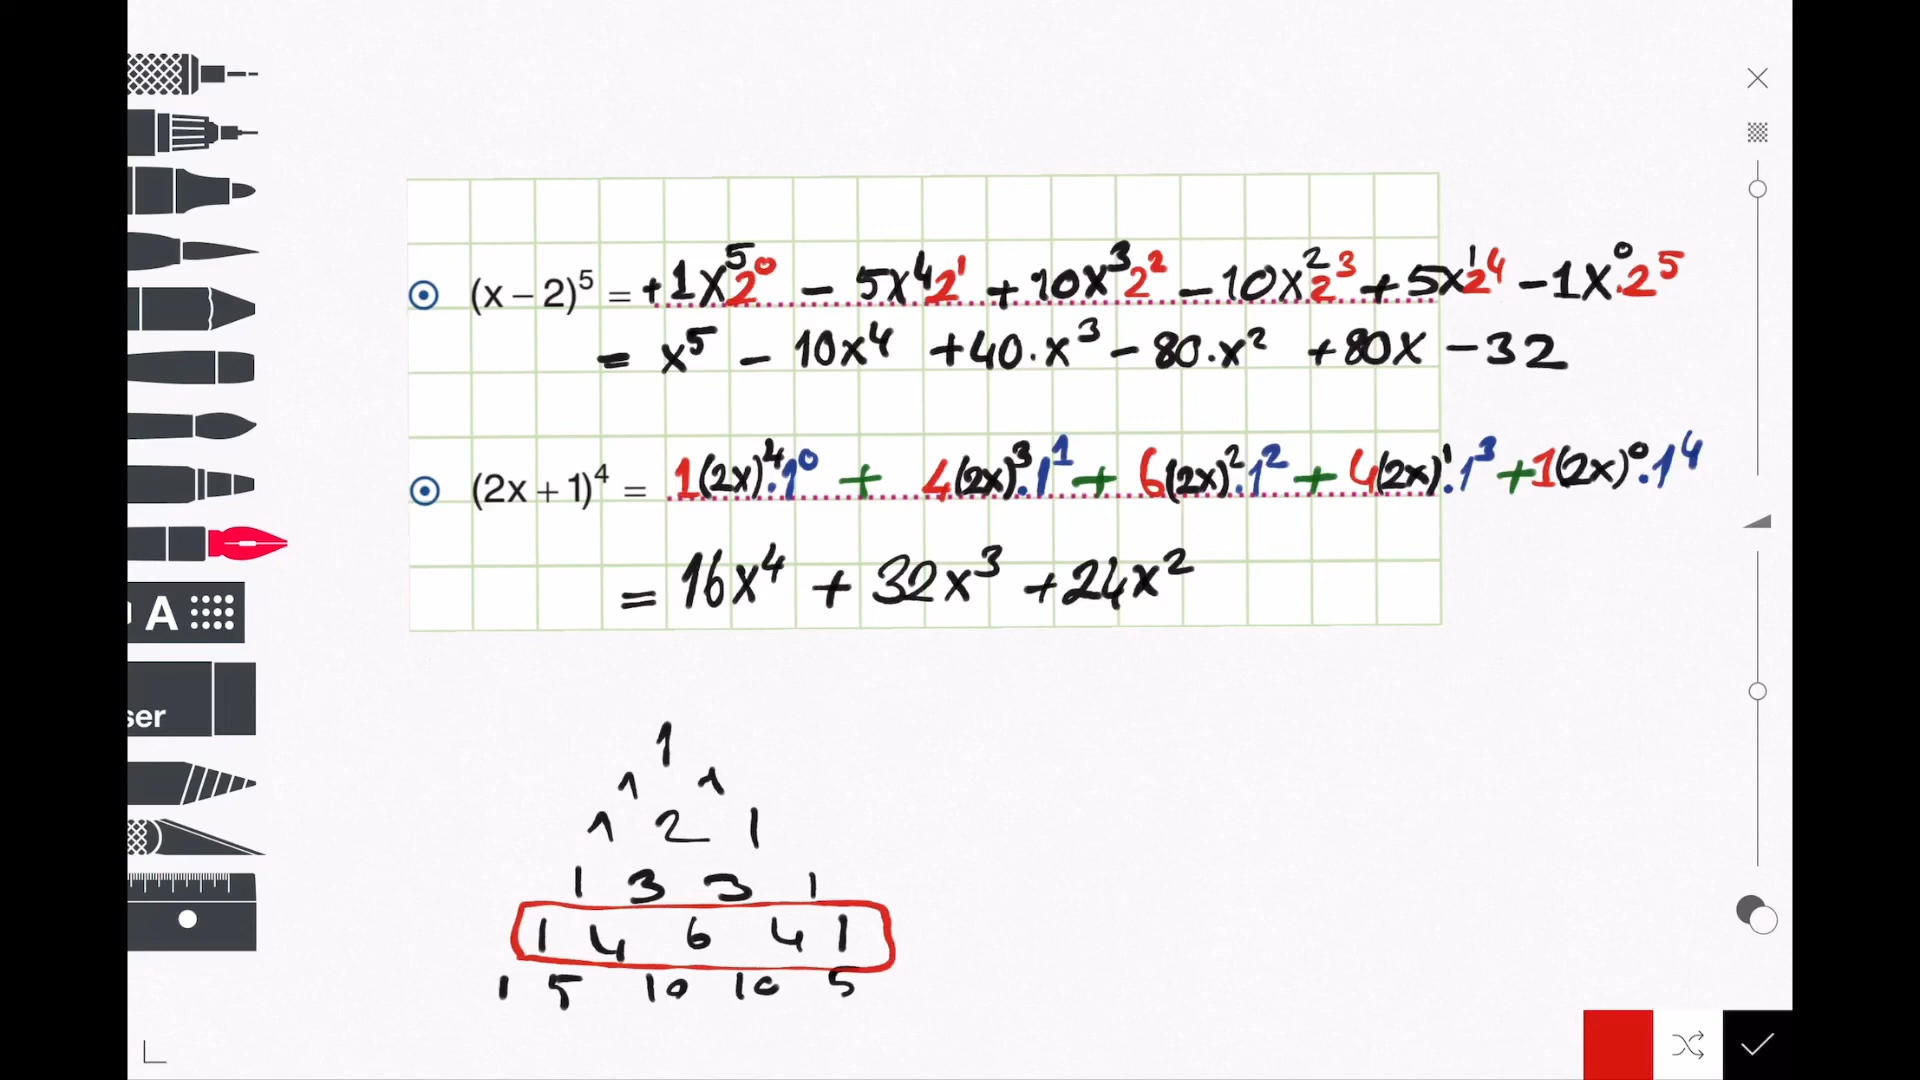 (x – 2)⁵ = +1x⁵2⁰ – 5x⁴2¹ + 10x³2² – 10x²2³ + 5x¹2⁴ – 1x⁰·2⁵
= x⁵ – 10x⁴ + 40·x³ – 80·x² + 80x – 32
(2x + 1)⁴ = 1(2x)⁴·1⁰ + 4(2x)³·1¹ + 6(2x)²·1² + 4(2x)¹·1³ + 1(2x)⁰·1⁴
= 16x⁴ + 32x³ + 24x²
A
ser
1
1 1
1 2 1
1 3 3 1
1 4 6 4 1
1 5 10 10 5